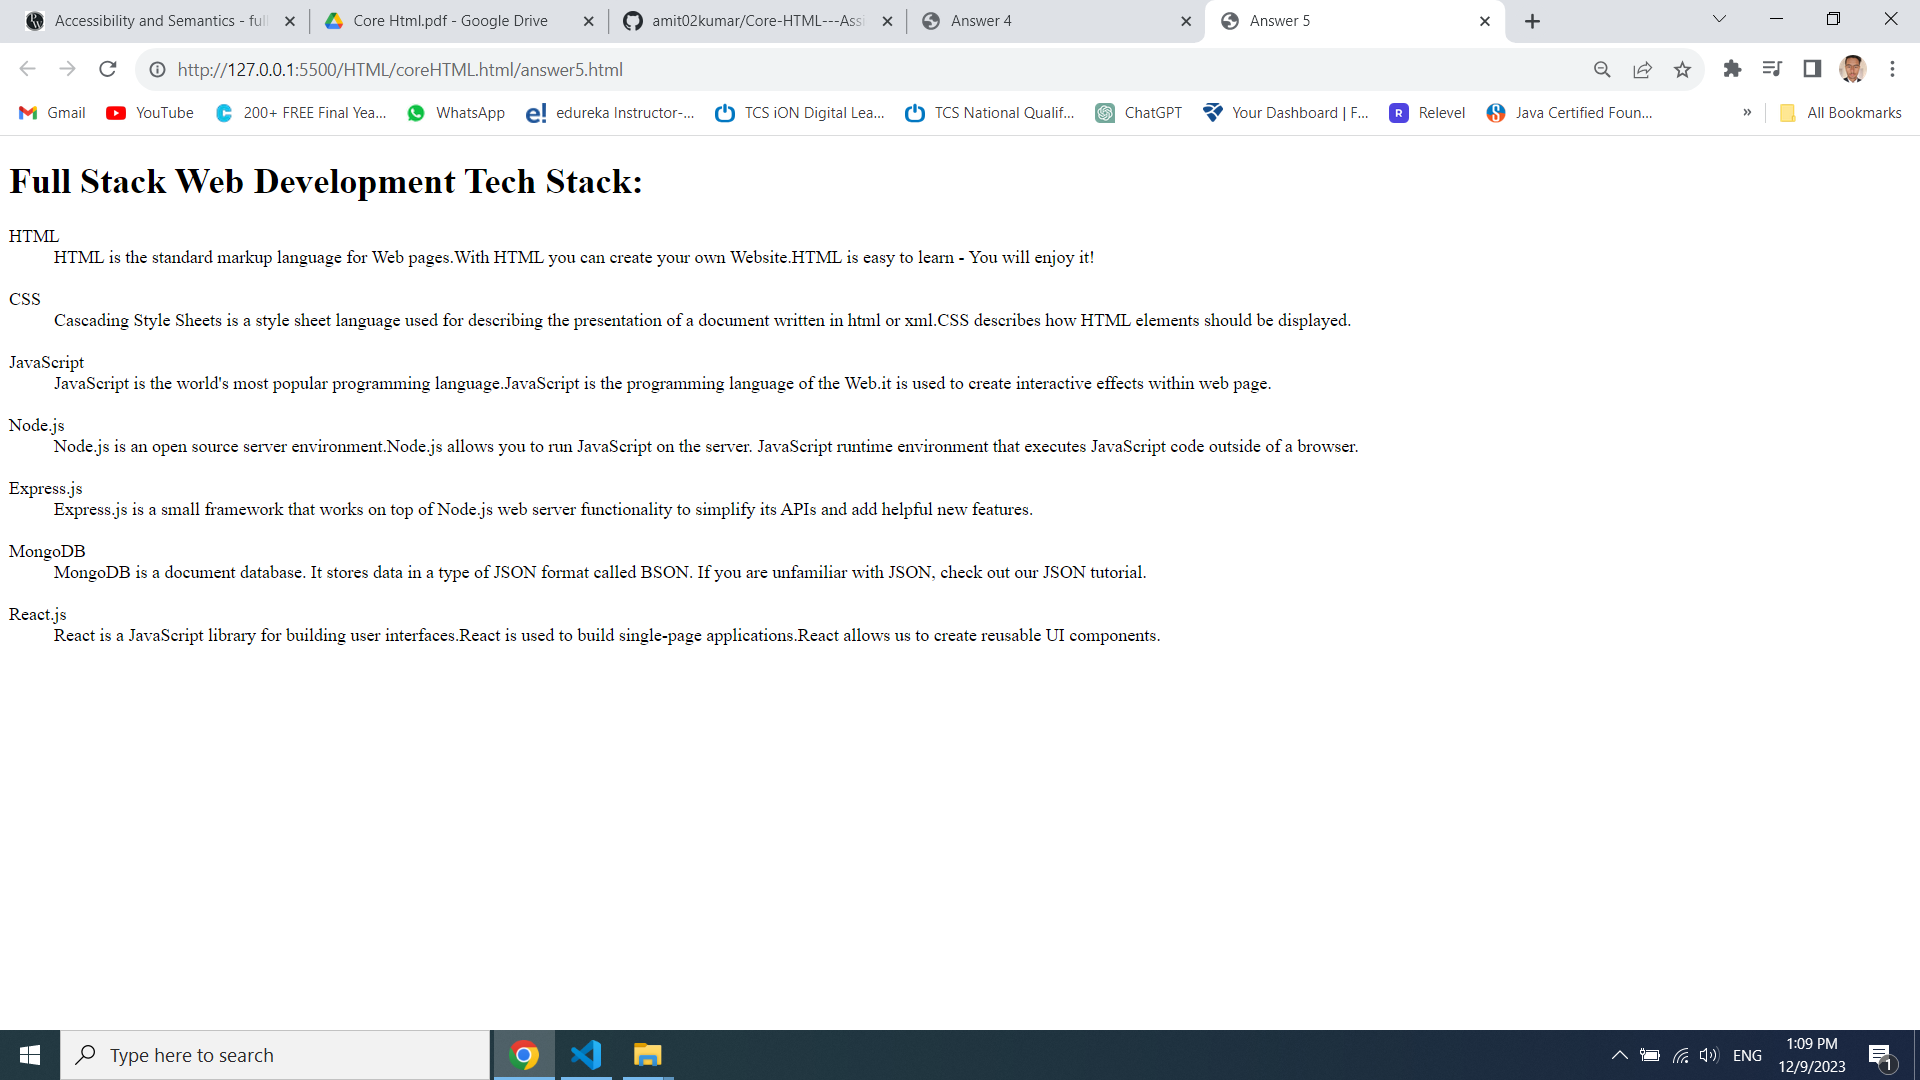 Accessibility and Semantics - full
Core Html.pdf - Google Drive
amit02kumar/Core-HTML---Assi
Answer 4
Answer 5
http://127.0.0.1:5500/HTML/coreHTML.html/answer5.html
Gmail
YouTube
200+ FREE Final Yea...
WhatsApp
e!
edureka Instructor-...
TCS iON Digital Lea...
TCS National Qualif...
ChatGPT
Your Dashboard | F...
R
Relevel
Java Certified Foun...
»
All Bookmarks
Full Stack Web Development Tech Stack:
HTML
HTML is the standard markup language for Web pages.With HTML you can create your own Website.HTML is easy to learn - You will enjoy it!
CSS
Cascading Style Sheets is a style sheet language used for describing the presentation of a document written in html or xml.CSS describes how HTML elements should be displayed.
JavaScript
JavaScript is the world's most popular programming language.JavaScript is the programming language of the Web.it is used to create interactive effects within web page.
Node.js
Node.js is an open source server environment.Node.js allows you to run JavaScript on the server. JavaScript runtime environment that executes JavaScript code outside of a browser.
Express.js
Express.js is a small framework that works on top of Node.js web server functionality to simplify its APIs and add helpful new features.
MongoDB
MongoDB is a document database. It stores data in a type of JSON format called BSON. If you are unfamiliar with JSON, check out our JSON tutorial.
React.js
React is a JavaScript library for building user interfaces.React is used to build single-page applications.React allows us to create reusable UI components.
Type here to search
ENG
1:09 PM
12/9/2023
1